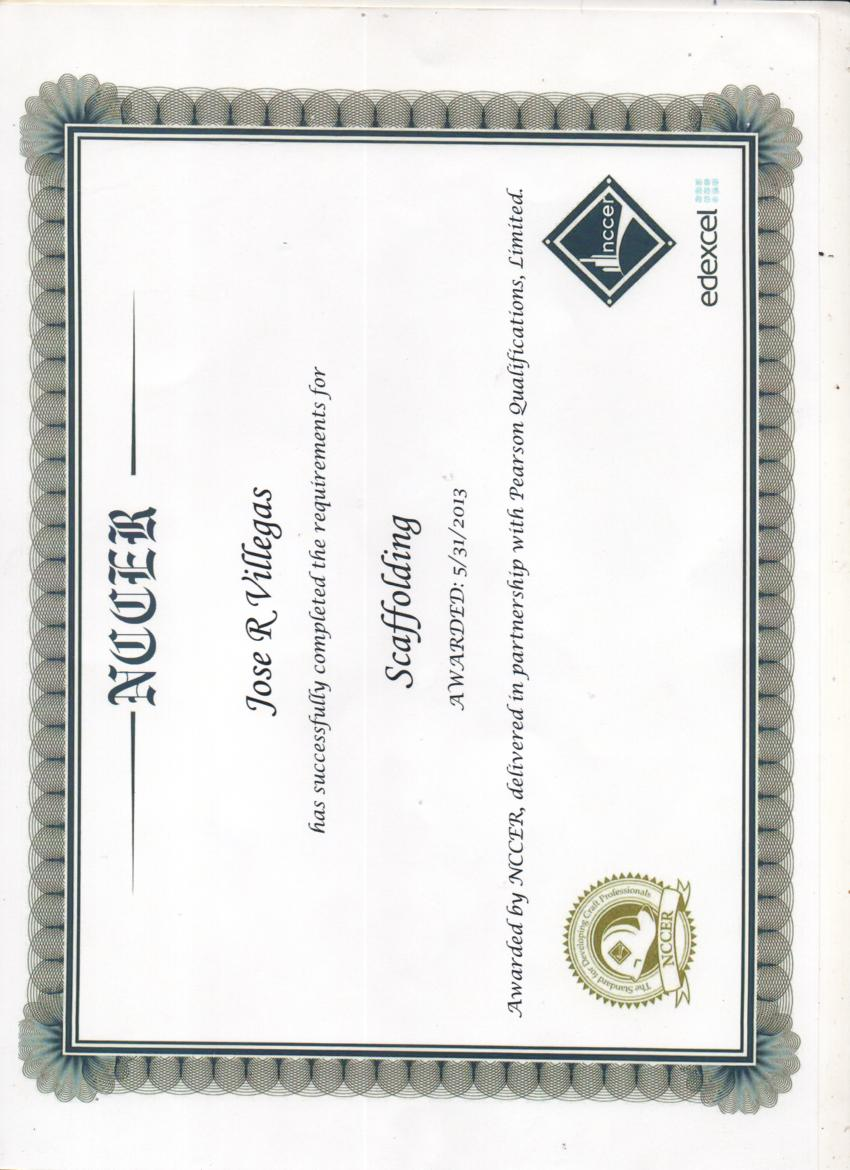 NCCER
Jose R Villegas
has successfully completed the requirements for
Scaffolding
AWARDED: 5/31/2013
Awarded by NCCER, delivered in partnership with Pearson Qualifications, Limited.
The Standard for Developing Craft Professionals
NCCER
nccer
edexcel